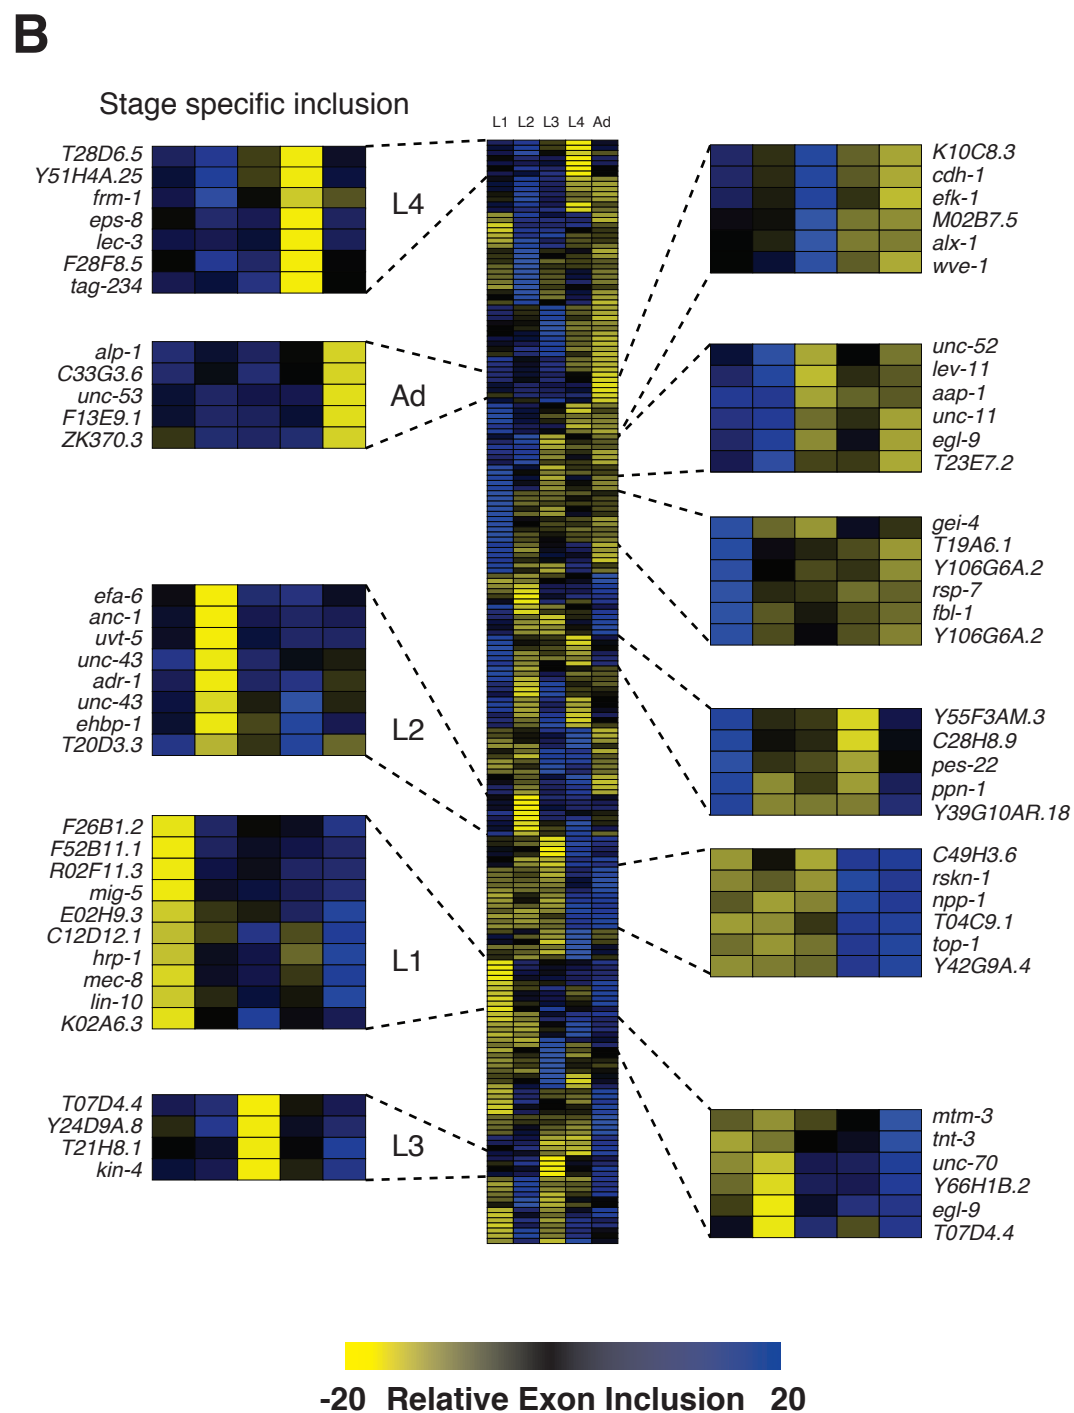 B
Stage specific inclusion
L1 L2 L3 L4 Ad
T28D6.5
Y51H4A.25
frm-1
eps-8
lec-3
F28F8.5
tag-234
L4
alp-1
C33G3.6
unc-53
F13E9.1
ZK370.3
Ad
efa-6
anc-1
uvt-5
unc-43
adr-1
unc-43
ehbp-1
T20D3.3
L2
F26B1.2
F52B11.1
R02F11.3
mig-5
E02H9.3
C12D12.1
hrp-1
mec-8
lin-10
K02A6.3
L1
T07D4.4
Y24D9A.8
T21H8.1
kin-4
L3
K10C8.3
cdh-1
efk-1
M02B7.5
alx-1
wve-1
unc-52
lev-11
aap-1
unc-11
egl-9
T23E7.2
gei-4
T19A6.1
Y106G6A.2
rsp-7
fbl-1
Y106G6A.2
Y55F3AM.3
C28H8.9
pes-22
ppn-1
Y39G10AR.18
C49H3.6
rskn-1
npp-1
T04C9.1
top-1
Y42G9A.4
mtm-3
tnt-3
unc-70
Y66H1B.2
egl-9
T07D4.4
-20 Relative Exon Inclusion 20